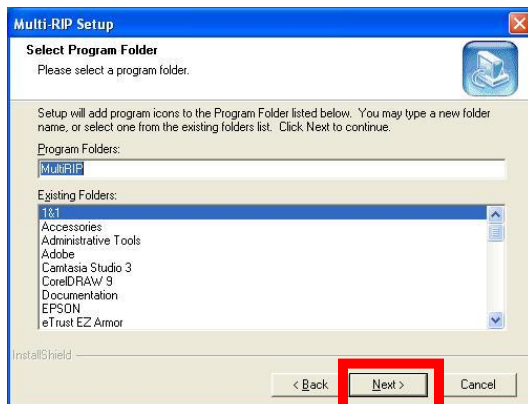 Multi-RIP Setup
Select Program Folder
Please select a program folder.
Setup will add program icons to the Program Folder listed below. You may type a new folder
name, or select one from the existing folders list. Click Next to continue.
Program Folders:
MultiRIP
Existing Folders:
1&1
Accessories
Administrative Tools
Adobe
Camtasia Studio 3
CorelDRAW 9
Documentation
EPSON
eTrust EZ Armor
InstallShield
< Back
Next >
Cancel